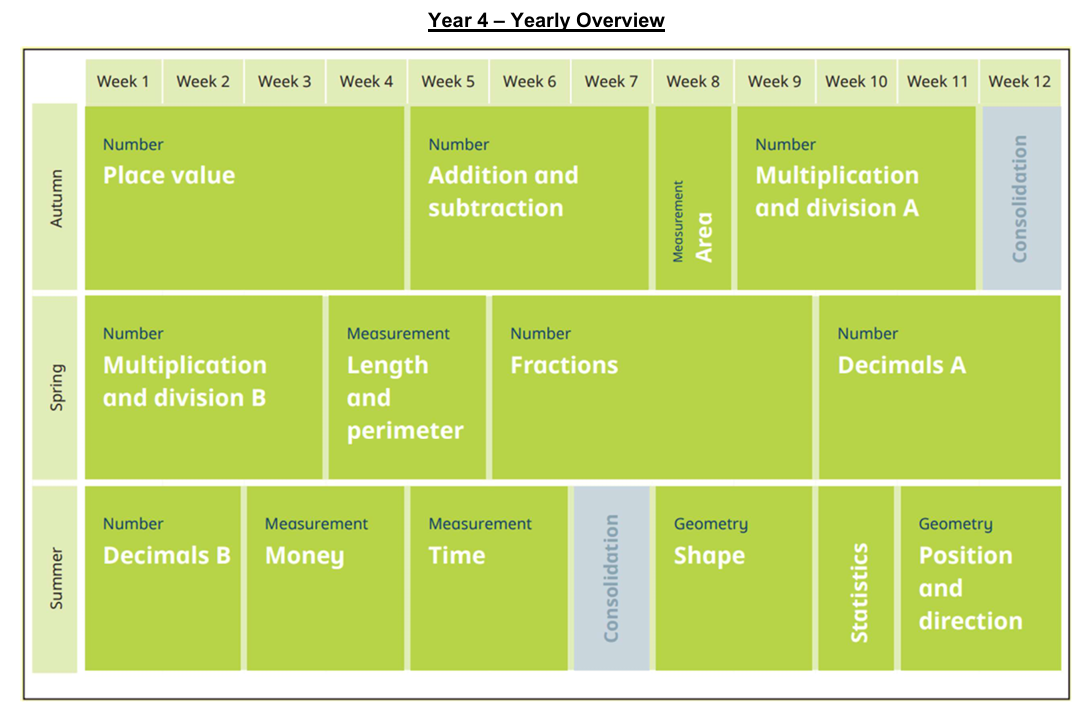 Year 4 – Yearly Overview
Week 1 Week 2 Week 3 Week 4 Week 5 Week 6 Week 7 Week 8 Week 9 Week 10 Week 11 Week 12
Autumn
Number
Place value
Number
Addition and
subtraction
Measurement
Area
Number
Multiplication
and division A
Consolidation
Spring
Number
Multiplication
and division B
Measurement
Length
and
perimeter
Number
Fractions
Number
Decimals A
Summer
Number
Decimals B
Measurement
Money
Measurement
Time
Consolidation
Geometry
Shape
Statistics
Geometry
Position
and
direction